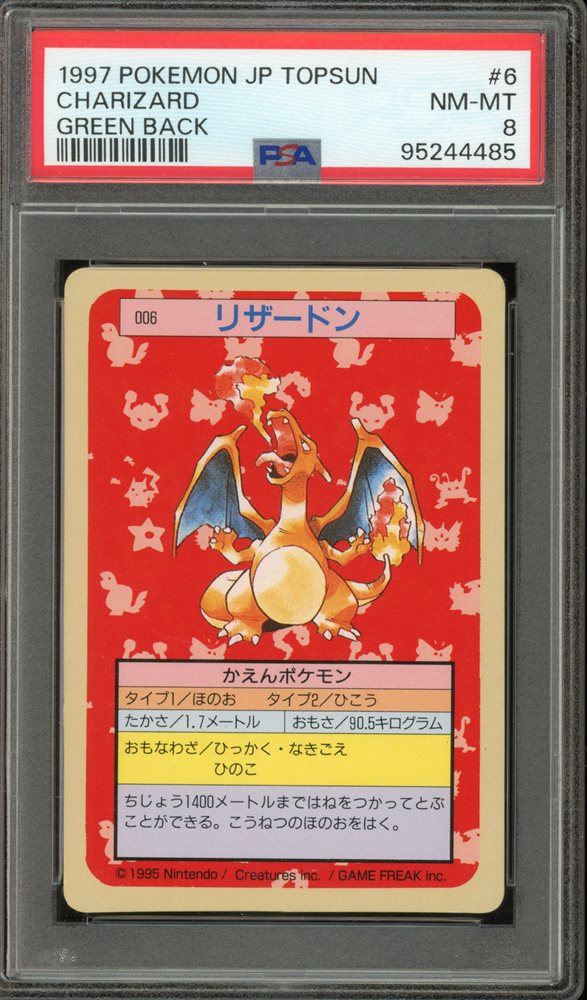 1997 POKEMON JP TOPSUN #6
CHARIZARD NM-MT
GREEN BACK 8
PSA 95244485
006 リザードン
かえんポケモン
タイプ1/ほのお タイプ2/ひこう
たかさ/1.7メートル おもさ/90.5キログラム
おもなわざ/ひっかく・なきごえ
ひのこ
ちじょう1400メートルまではねをつかってとぶ
ことができる。こうねつのほのおをはく。
©1995 Nintendo / Creatures inc. / GAME FREAK inc.